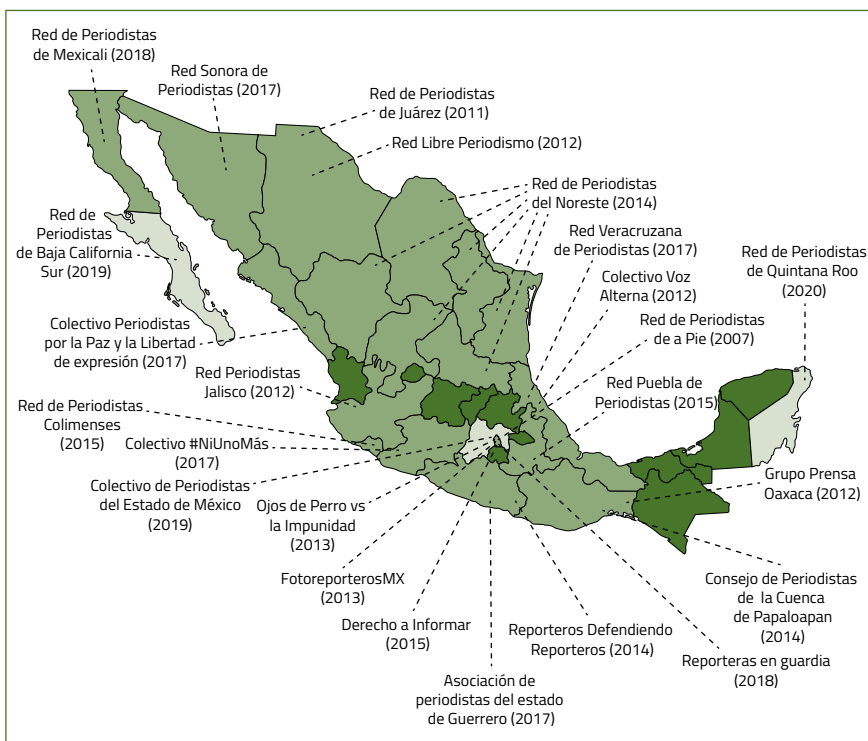 Red de Periodistas
de Mexicali (2018)
Red Sonora de
Periodistas (2017)
Red de Periodistas
de Juárez (2011)
Red Libre Periodismo (2012)
Red de Periodistas
del Noreste (2014)
Red de
Periodistas
de Baja California
Sur (2019)
Red Veracruzana
de Periodistas (2017)
Red de Periodistas
de Quintana Roo
(2020)
Colectivo Voz
Alterna (2012)
Colectivo Periodistas
por la Paz y la Libertad
de expresión
(2017)
Red de Periodistas
de a Pie (2007)
Red Periodistas
Jalisco (2012)
Red Puebla de
Periodistas
(2015)
Red de Periodistas
Colimenses
(2015)
Colectivo #NiUnoMás
(2017)
Colectivo de Periodistas
del Estado de México
(2019)
Ojos de Perro vs
la Impunidad
(2013)
Grupo Prensa
Oaxaca
(2012)
FotoreporterosMX
(2013)
Derecho a Informar
(2015)
Reporteros Defendiendo
Reporteros (2014)
Consejo de Periodistas
de la Cuenca
de Papaloapan
(2014)
Reporteras en guardia
(2018)
Asociación de
periodistas del estado
de Guerrero (2017)